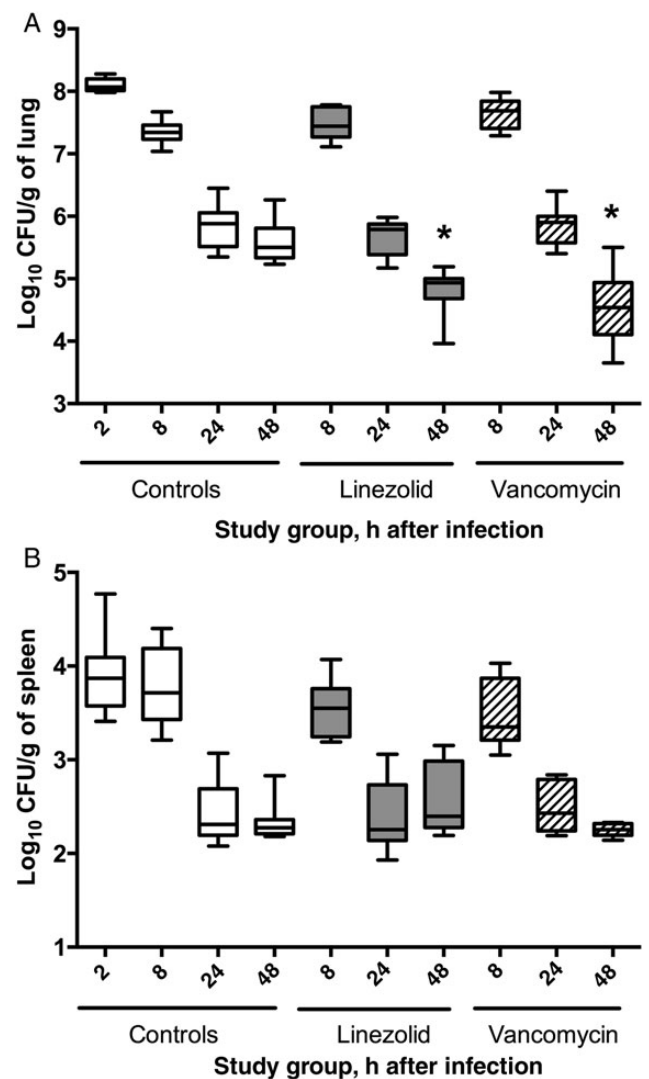 A
9
8
7
6
5
4
3
Log10 CFU/g of lung
* *
2 8 24 48 8 24 48 8 24 48
Controls Linezolid Vancomycin
Study group, h after infection
B
5
4
3
2
1
Log10 CFU/g of spleen
2 8 24 48 8 24 48 8 24 48
Controls Linezolid Vancomycin
Study group, h after infection